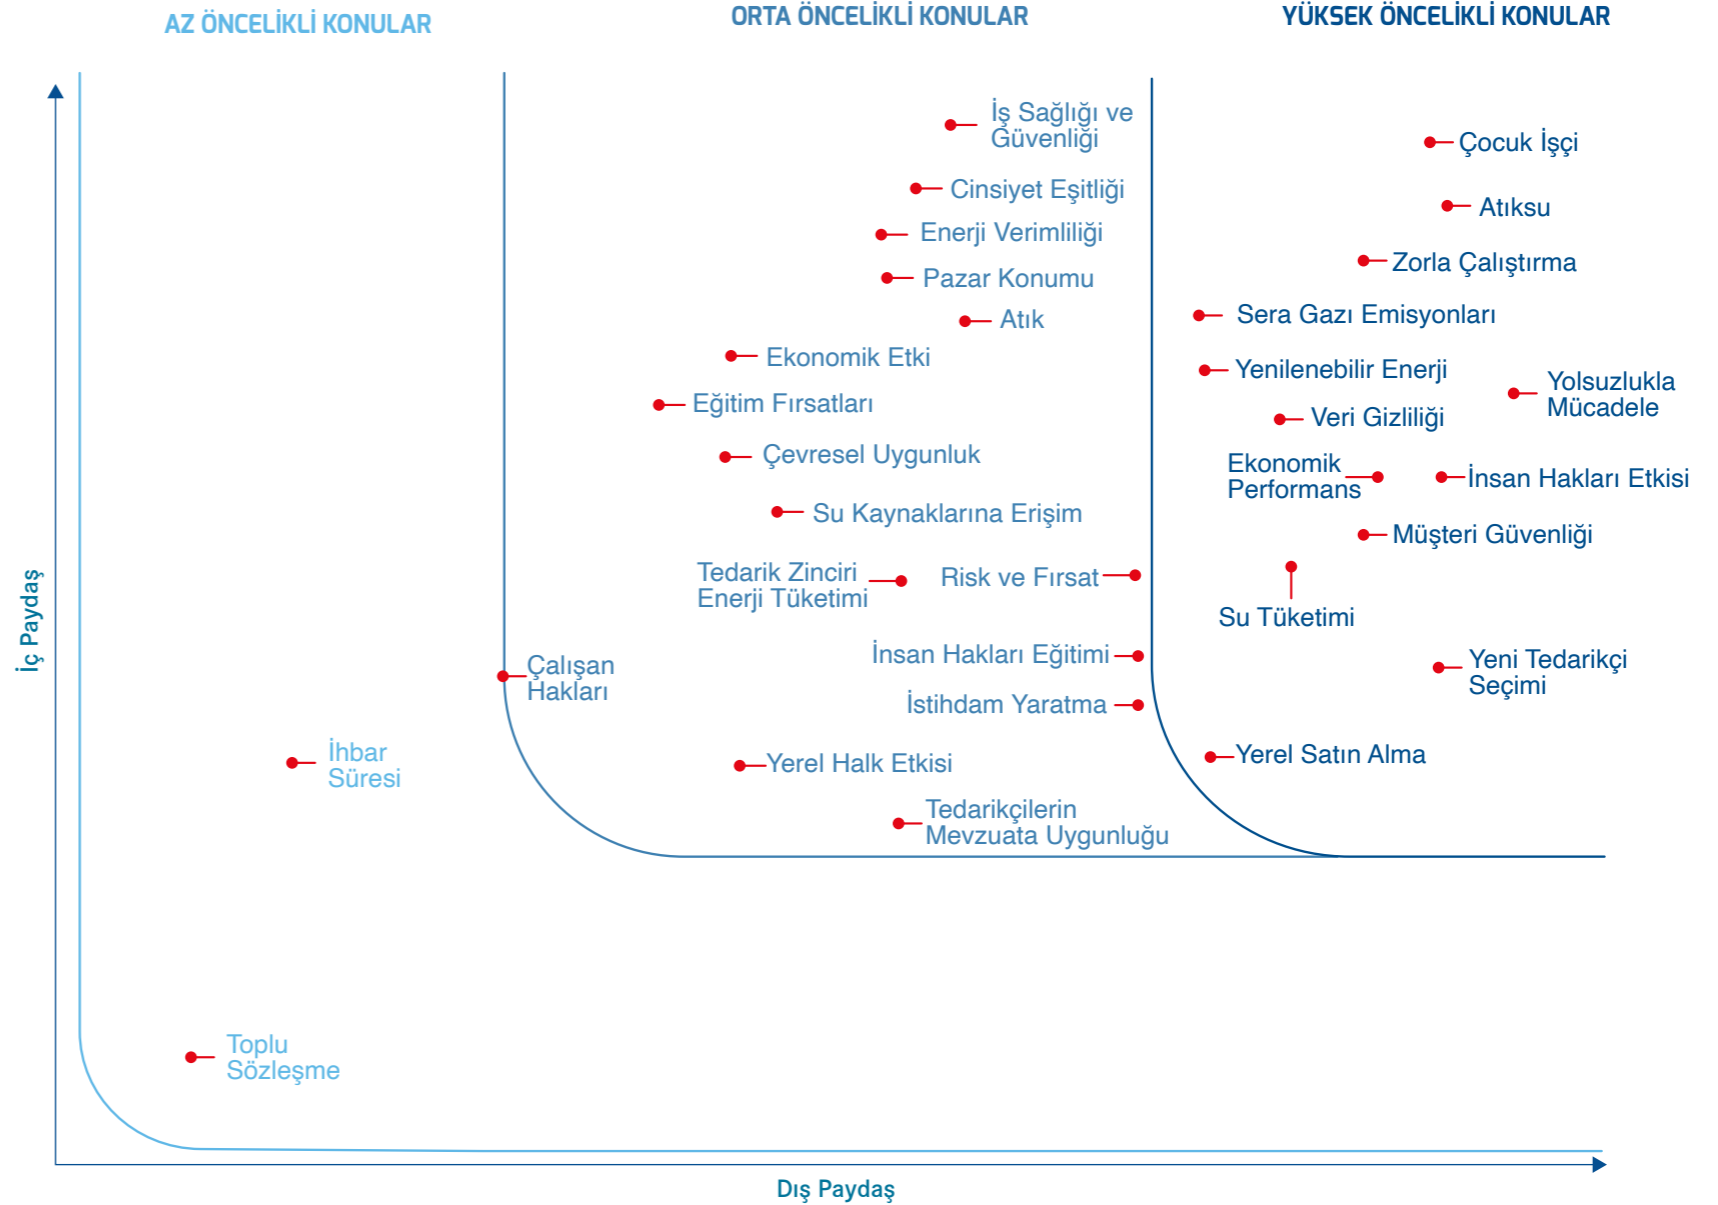 AZ ÖNCELİKLİ KONULAR
ORTA ÖNCELİKLİ KONULAR
YÜKSEK ÖNCELİKLİ KONULAR
İç Paydaş
İhbar
Süresi
Toplu
Sözleşme
İş Sağlığı ve
Güvenliği
Cinsiyet Eşitliği
Enerji Verimliliği
Pazar Konumu
Atık
Ekonomik Etki
Eğitim Fırsatları
Çevresel Uygunluk
Su Kaynaklarına Erişim
Tedarik Zinciri
Enerji Tüketimi
Risk ve Fırsat
İnsan Hakları Eğitimi
Çalışan
Hakları
İstihdam Yaratma
Yerel Halk Etkisi
Tedarikçilerin
Mevzuata Uygunluğu
Çocuk İşçi
Atıksu
Zorla Çalıştırma
Sera Gazı Emisyonları
Yenilenebilir Enerji
Yolsuzlukla
Mücadele
Veri Gizliliği
Ekonomik
Performans
İnsan Hakları Etkisi
Müşteri Güvenliği
Su Tüketimi
Yeni Tedarikçi
Seçimi
Yerel Satın Alma
Dış Paydaş